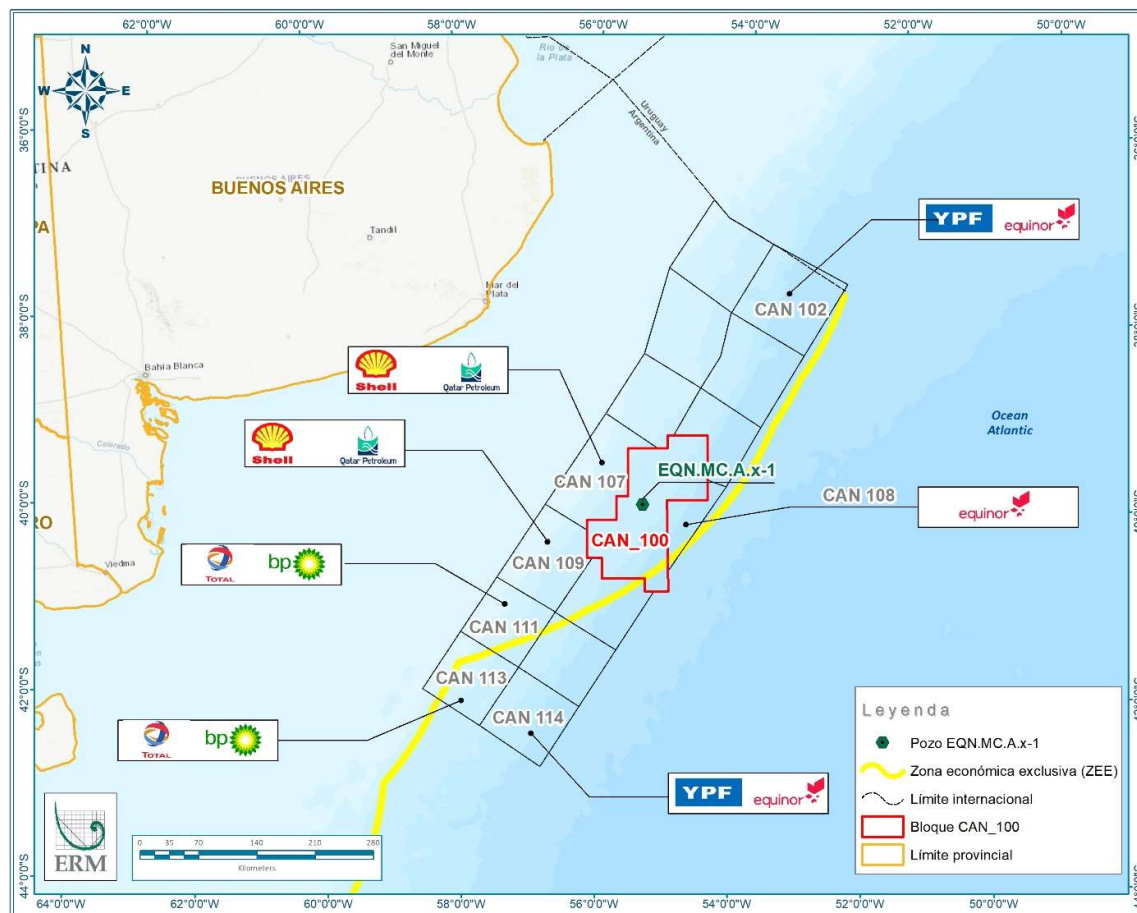 62°0'0"W
60°0'0"W
58°0'0"W
56°0'0"W
54°0'0"W
52°0'0"W
50°0'0"W
N
W
E
S
San Miguel
del Monte
Rio de
la Plata
Uruguay
Argentina
36°0'0"S
TINA
BUENOS AIRES
BUENOS AIRES
PA
Tandil
YPF
equinor
Mar del
Plata
CAN 102
38°0'0"S
Shell
Qatar Petroleum
Bahía Blanca
Ocean
Atlantic
Colorado
Shell
Qatar Petroleum
EQN.MC.A.x-1
CAN 107
CAN 108
40°0'0"S
equinor
RO
CAN_100
CAN 109
TOTAL
bp
Viedma
CAN 111
CAN 113
42°0'0"S
CAN 114
TOTAL
bp
YPF
equinor
Leyenda
Pozo EQN.MC.A.x-1
Zona económica exclusiva (ZEE)
Límite internacional
Bloque CAN_100
Límite provincial
ERM
0 35 70 140 210 280
Kilometers
44°0'0"S
64°0'0"W
62°0'0"W
60°0'0"W
58°0'0"W
56°0'0"W
54°0'0"W
52°0'0"W
50°0'0"W